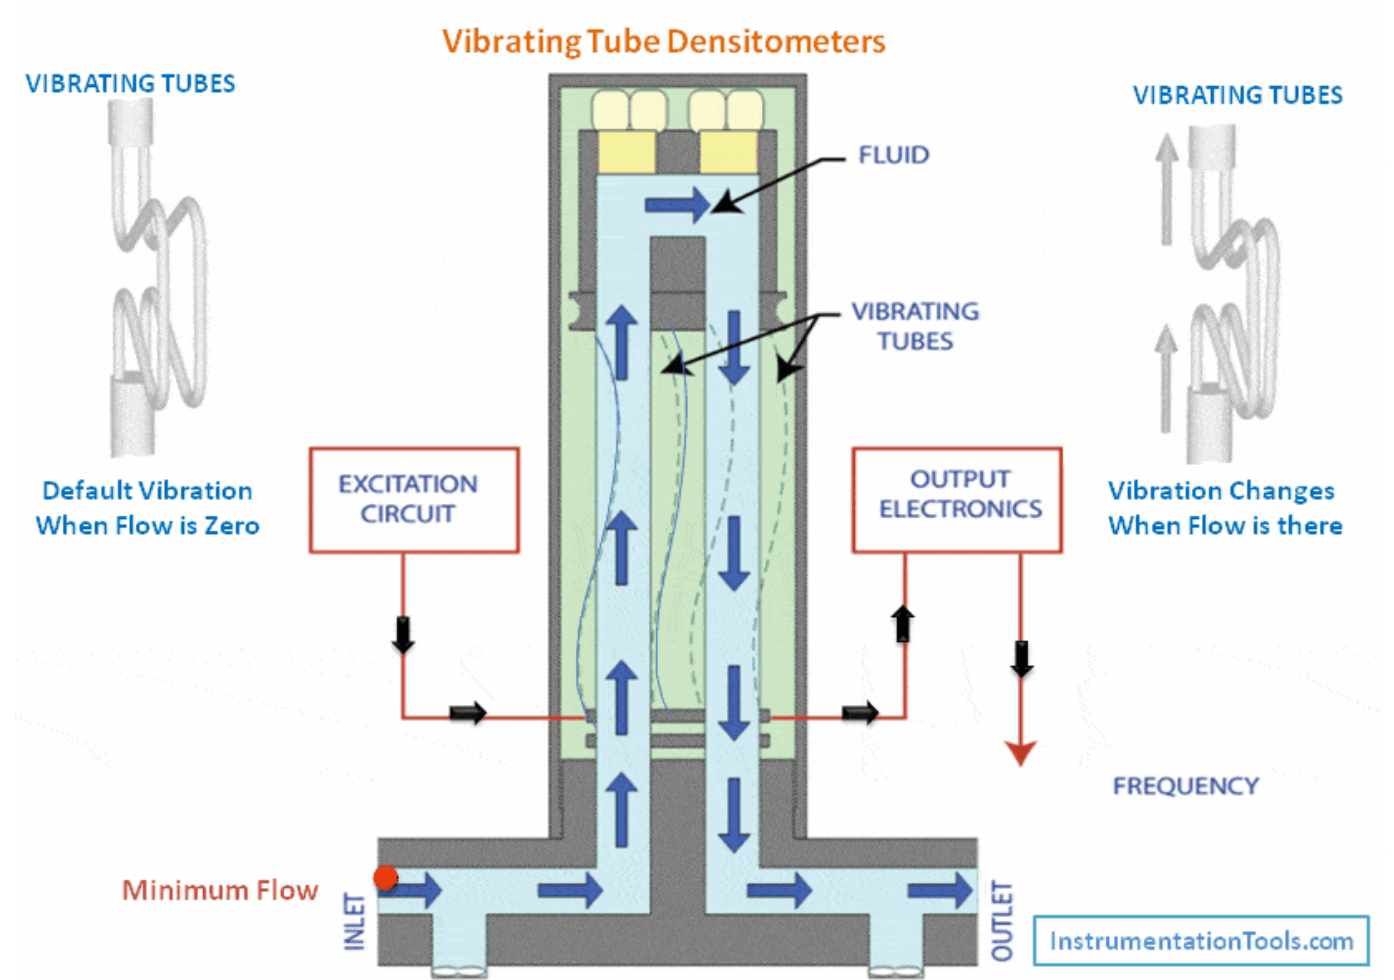 Vibrating Tube Densitometers
VIBRATING TUBES
VIBRATING TUBES
FLUID
VIBRATING
TUBES
EXCITATION
CIRCUIT
OUTPUT
ELECTRONICS
Default Vibration
When Flow is Zero
Vibration Changes
When Flow is there
FREQUENCY
Minimum Flow
INLET
OUTLET
InstrumentationTools.com